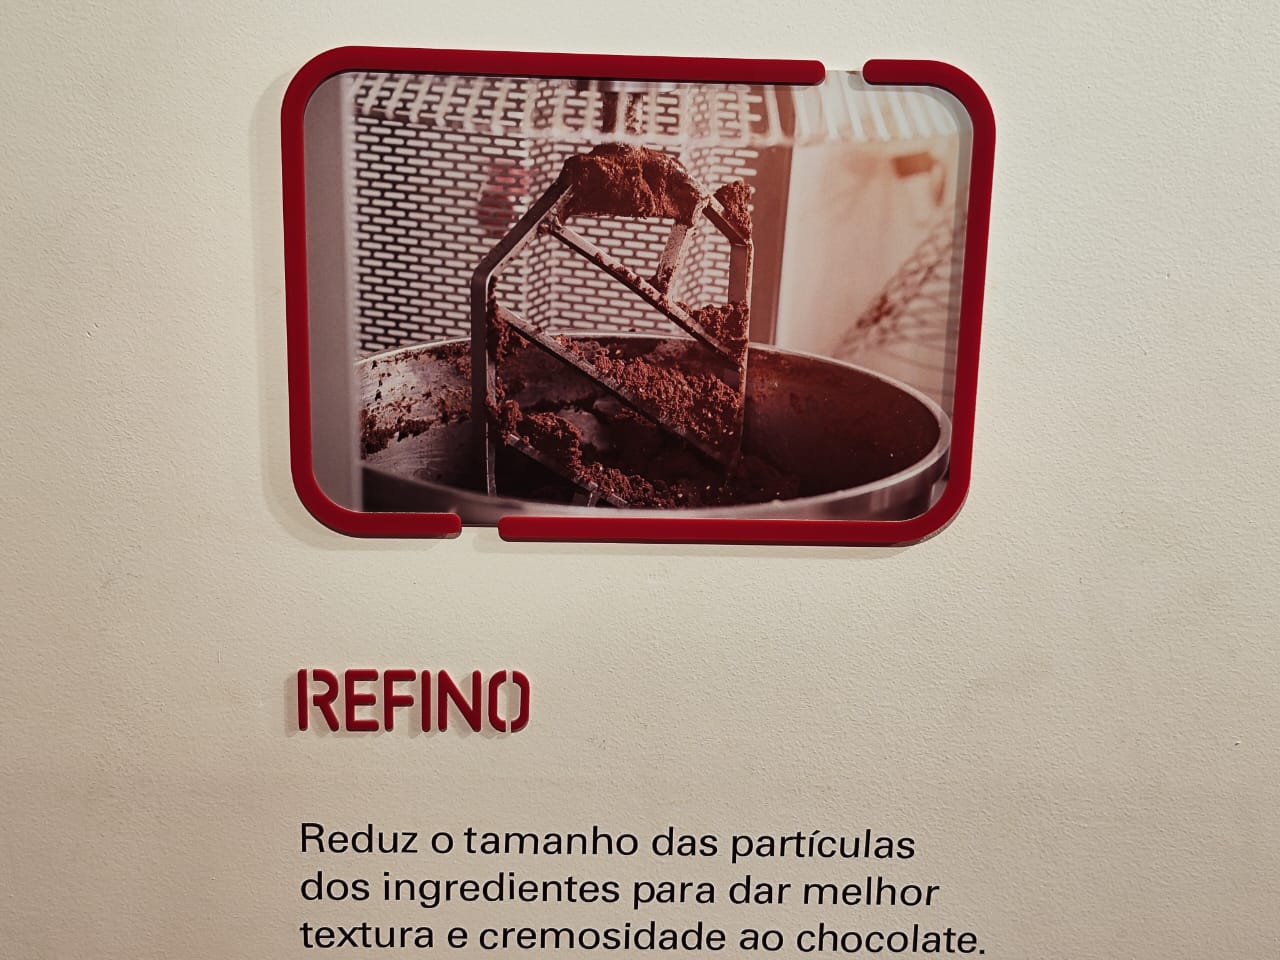 REFINO
Reduz o tamanho das partículas
dos ingredientes para dar melhor
textura e cremosidade ao chocolate.